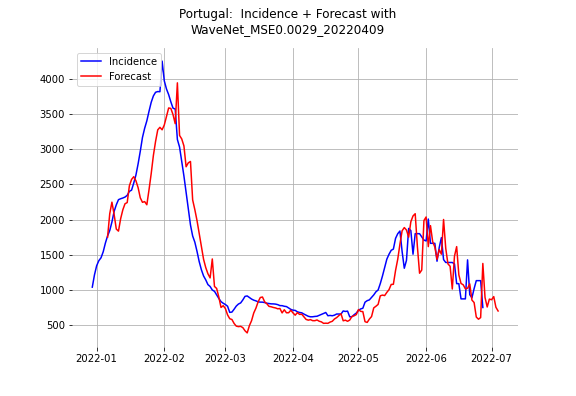 Portugal:  Incidence + Forecast with
WaveNet_MSE0.0029_20220409
Incidence
Forecast
4000
3500
3000
2500
2000
1500
1000
500
2022-01 2022-02 2022-03 2022-04 2022-05 2022-06 2022-07